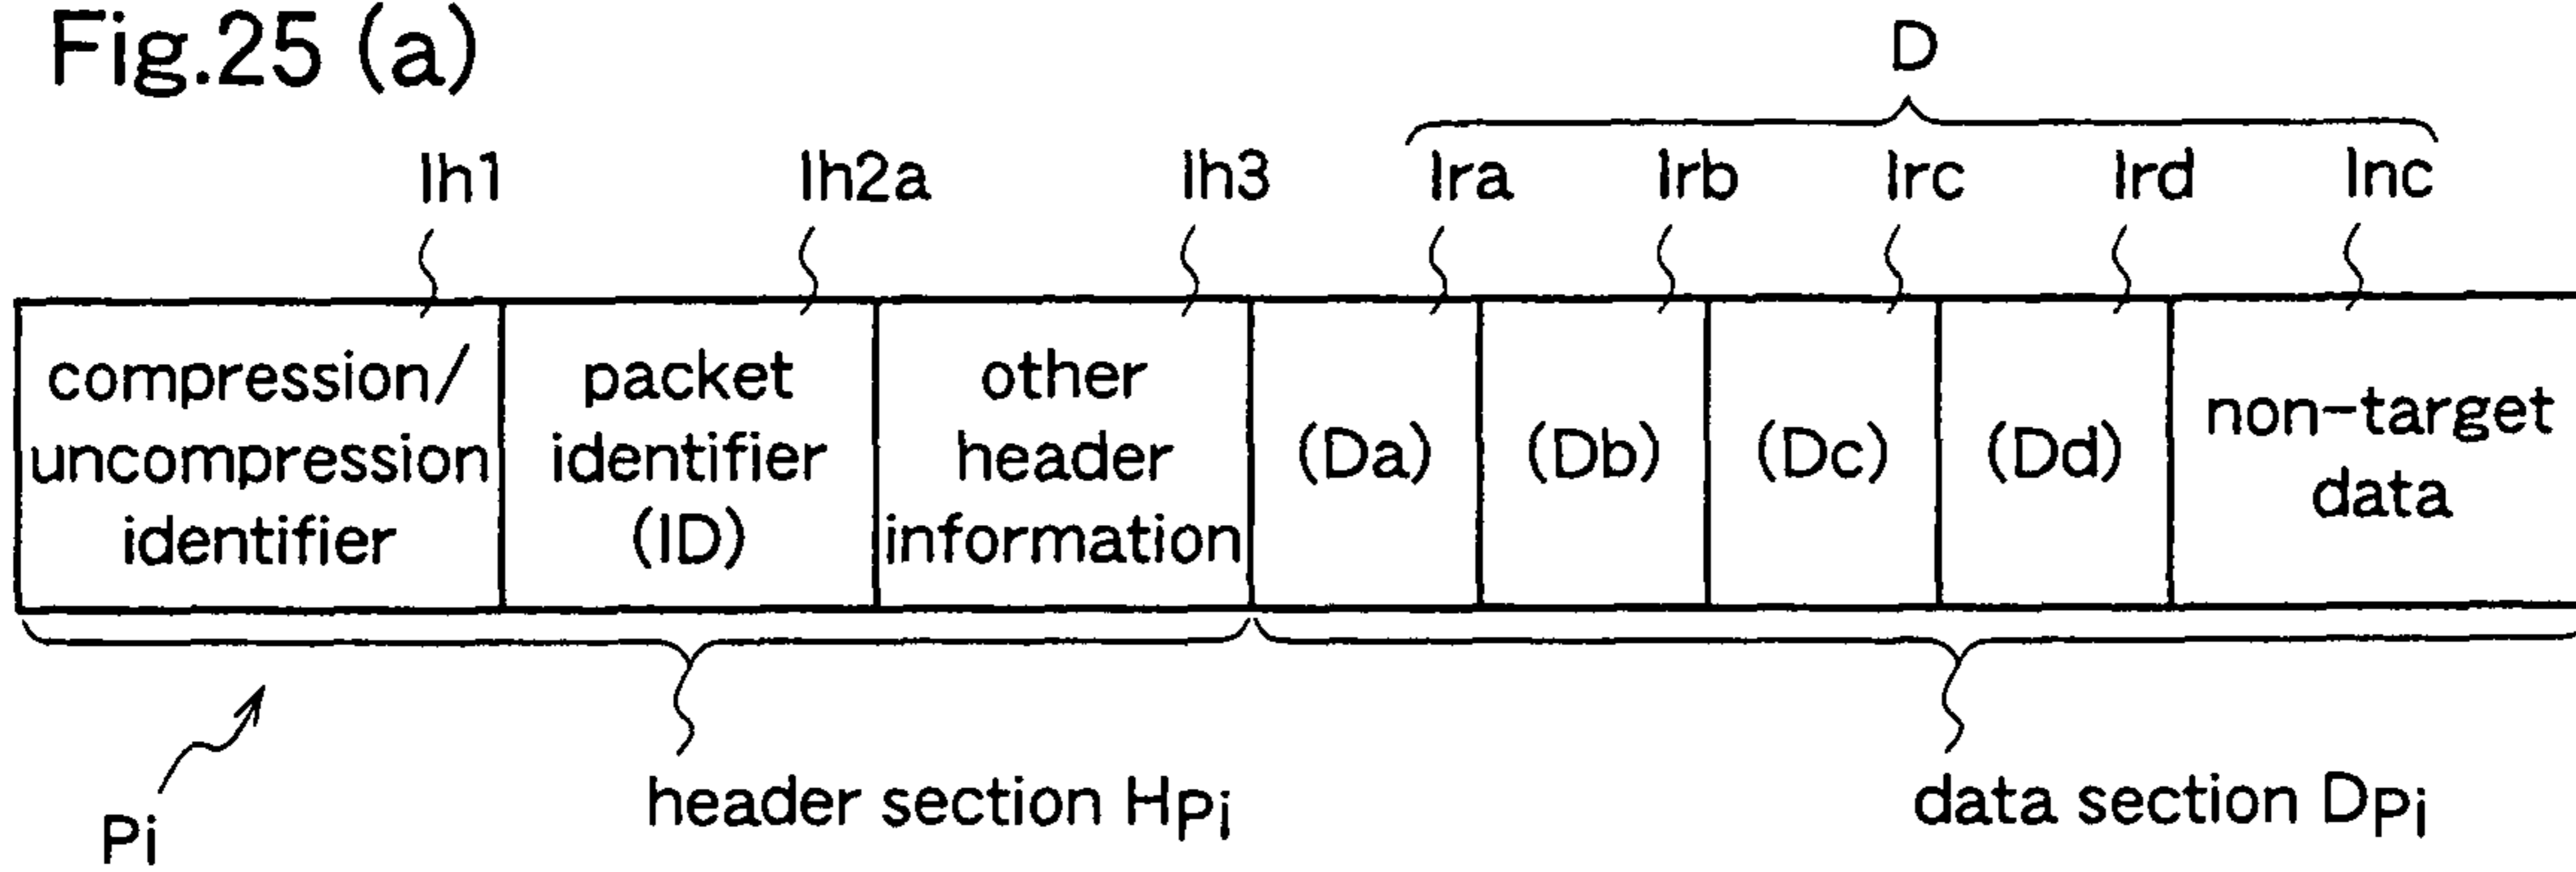 Fig.25 (a)
D
Ih1 Ih2a Ih3 Ira Irb Irc Ird Inc
compression/
uncompression
identifier
packet
identifier
(ID)
other
header
information
(Da)
(Db)
(Dc)
(Dd)
non-target
data
Pi
header section HPi
data section DPi